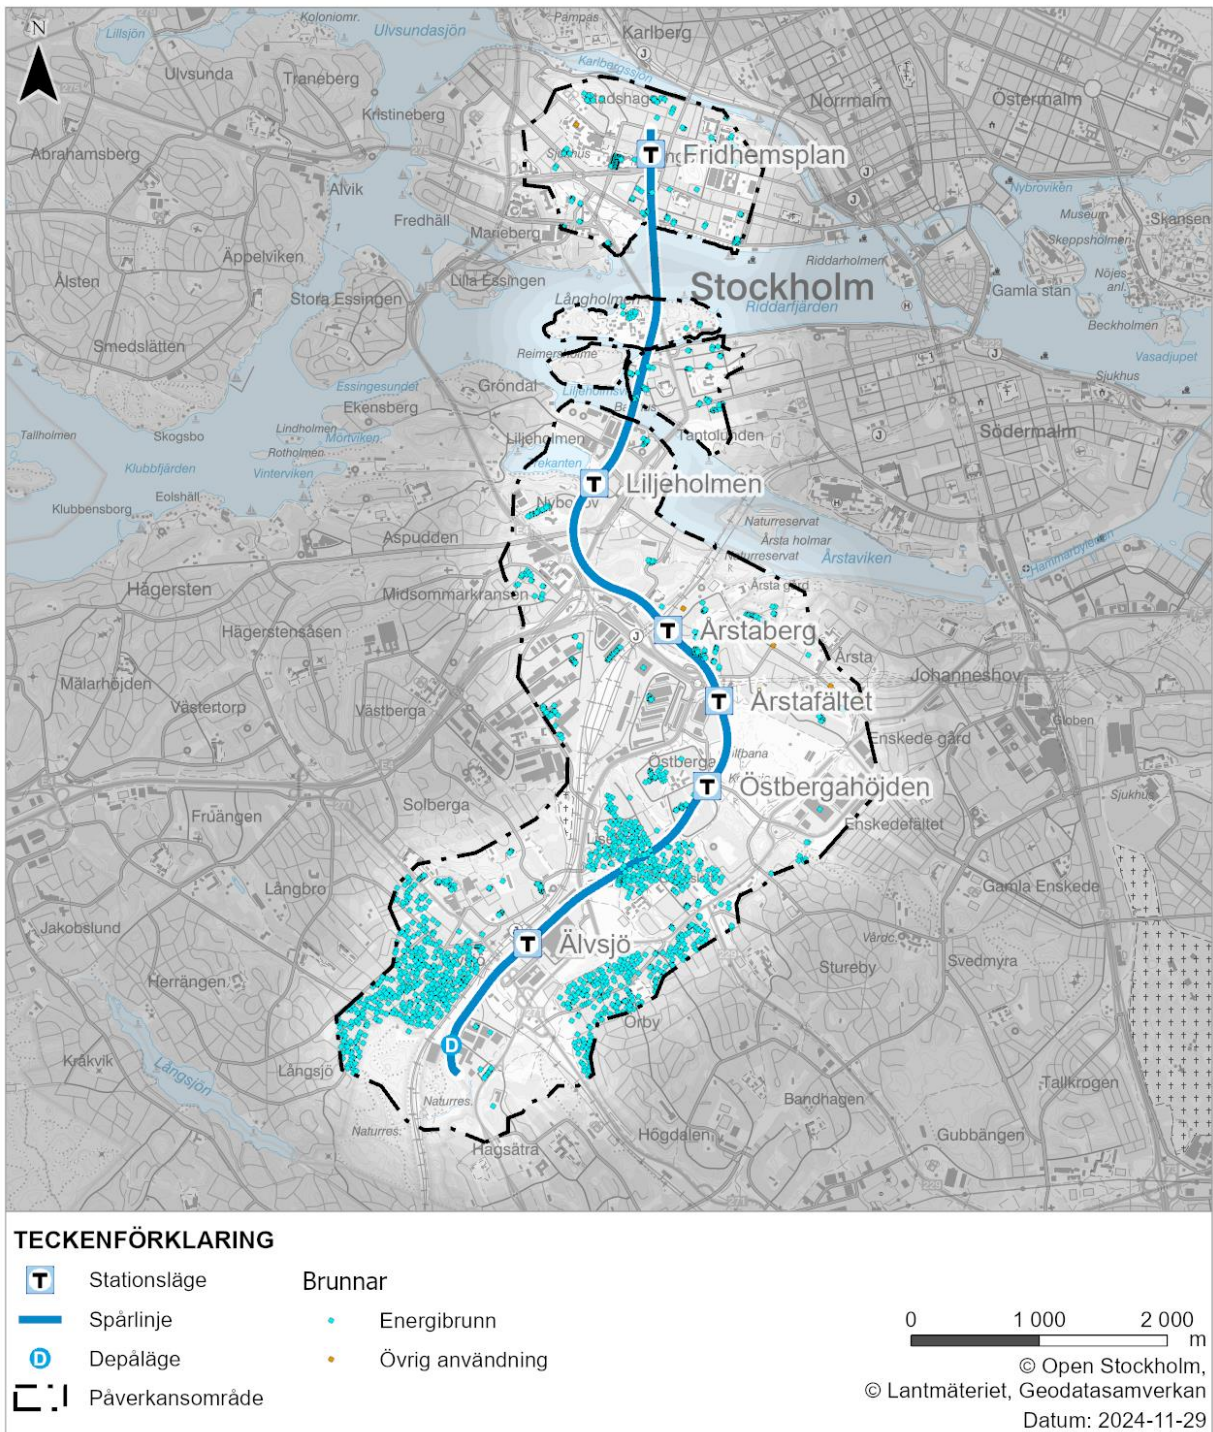 N
Lillsjön
Koloniomr.
Ulvsundasjön
Pampas
Karlberg
Karlbergssjön
Ulvsunda
Traneberg
Norrmalm
Östermalm
Kristineberg
Abrahamsberg
Fridhemsplan
Alvik
Nybroviken
Fredhäll
Marieberg
Museum
Skansen
Skeppsholmen
Äppelviken
Riddarholmen
Ålsten
Lilla Essingen
Stockholm
Nöjes
anl.
Stora Essingen
Långholmen
Gamla stan
Riddarfjärden
Beckholmen
Smedslätten
Reimersholme
Vasadjupet
Essingesundet
Gröndal
Sjukhus
Ekensberg
Tallholmen
Skogsbo
Lindholmen
Mörtviken
Rotholmen
Liljeholmen
Tantolunden
Södermalm
Klubbfjärden
Vinterviken
Trekanten
Eolshäll
Liljeholmen
Klubbensborg
Naturreservat
Årsta holmar
Aspudden
Naturreservat
Årstaviken
Hammarbyleden
Hägersten
Midsommarkransen
Årsta gård
Hägerstensåsen
Årstaberg
Årsta
Mälarhöjden
Johanneshov
Västertorp
Västberga
Årstafältet
Globen
Enskede gård
Östberga
Östbergahöjden
Solberga
Sjukhus
Fruängen
Enskedefältet
Långbro
Gamla Enskede
Jakobslund
Älvsjö
Vårdc.
Svedmyra
Stureby
Herrängen
Örby
Kräkvik
Långsjö
Långsjön
Tallkrogen
Naturres.
Bandhagen
Naturres.
Högdalen
Gubbängen
Hagsätra
TECKENFÖRKLARING
T Stationsläge
Brunnar
Spårlinje
Energibrunn
0 1 000 2 000
m
D Depåläge
Övrig användning
© Open Stockholm,
Påverkansområde
© Lantmäteriet, Geodatasamverkan
Datum: 2024-11-29